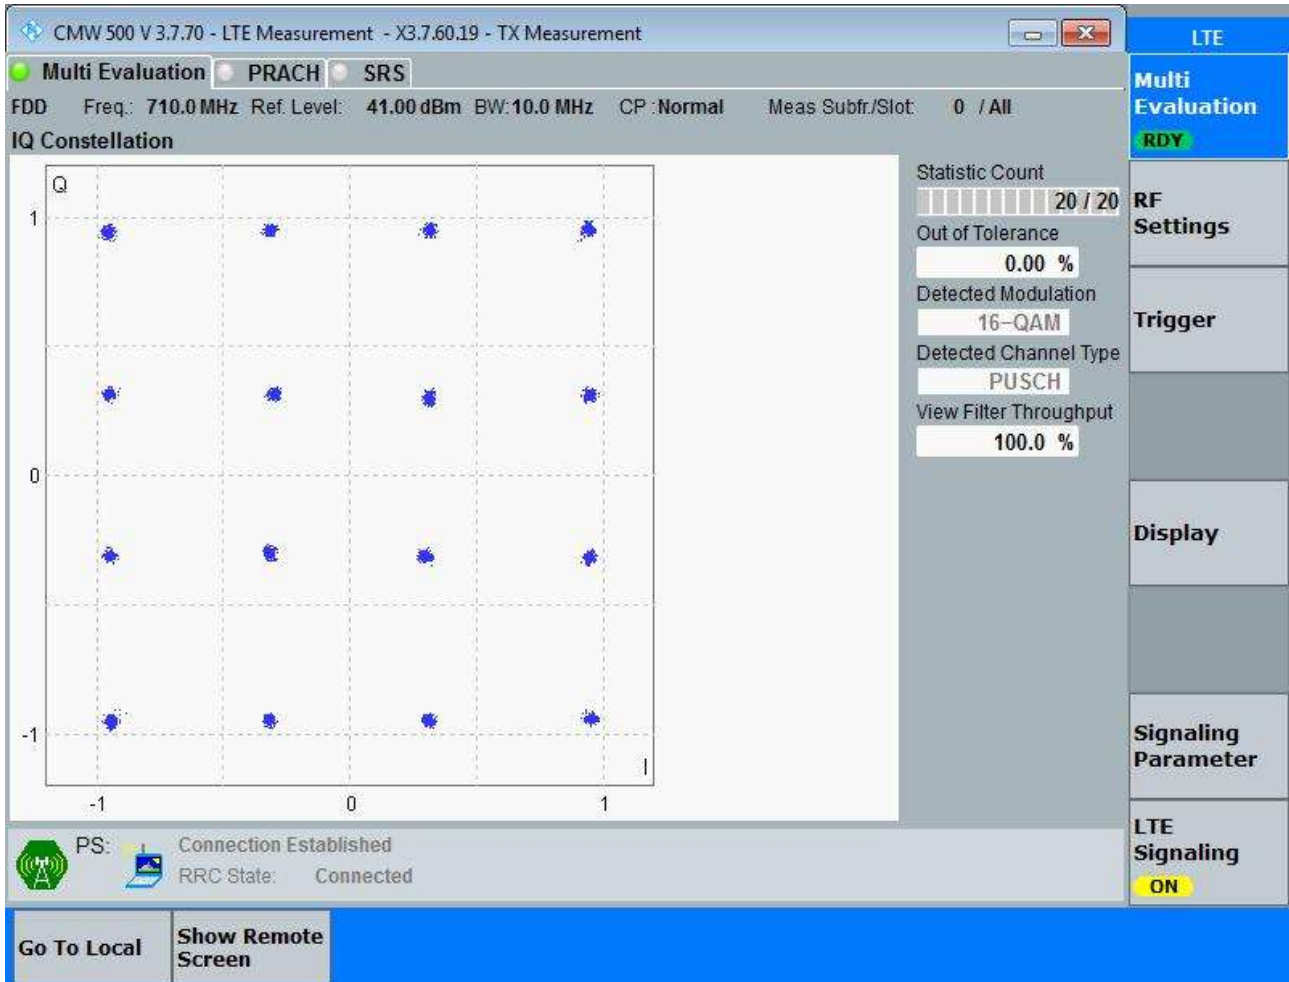 CMW 500 V 3.7.70 - LTE Measurement - X3.7.60.19 - TX Measurement
LTE
Multi Evaluation PRACH SRS
FDD Freq.: 710.0 MHz Ref. Level: 41.00 dBm BW: 10.0 MHz CP : Normal Meas Subfr./Slot: 0 / All
IQ Constellation
Q
1
0
-1
I
-1 0 1
Statistic Count
20 / 20
Out of Tolerance
0.00 %
Detected Modulation
16-QAM
Detected Channel Type
PUSCH
View Filter Throughput
100.0 %
Multi
Evaluation
RDY
RF
Settings
Trigger
Display
Signaling
Parameter
LTE
Signaling
ON
PS: Connection Established
RRC State: Connected
Go To Local
Show Remote
Screen